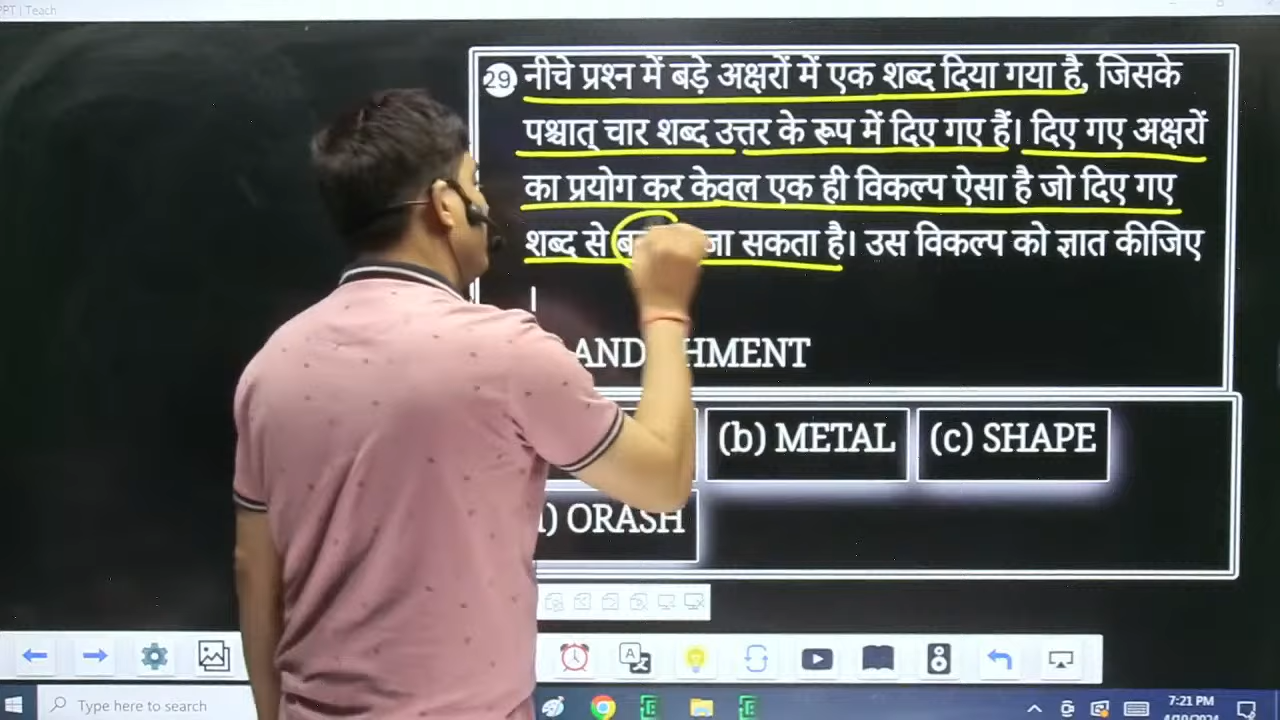 PPT | Teach
29 नीचे प्रश्न में बड़े अक्षरों में एक शब्द दिया गया है, जिसके
पश्चात् चार शब्द उत्तर के रूप में दिए गए हैं। दिए गए अक्षरों
का प्रयोग कर केवल एक ही विकल्प ऐसा है जो दिए गए
शब्द से जा सकता है। उस विकल्प को ज्ञात कीजिए
।
(b) METAL (c) SHAPE
ORASH
Type here to search
7:21 PM